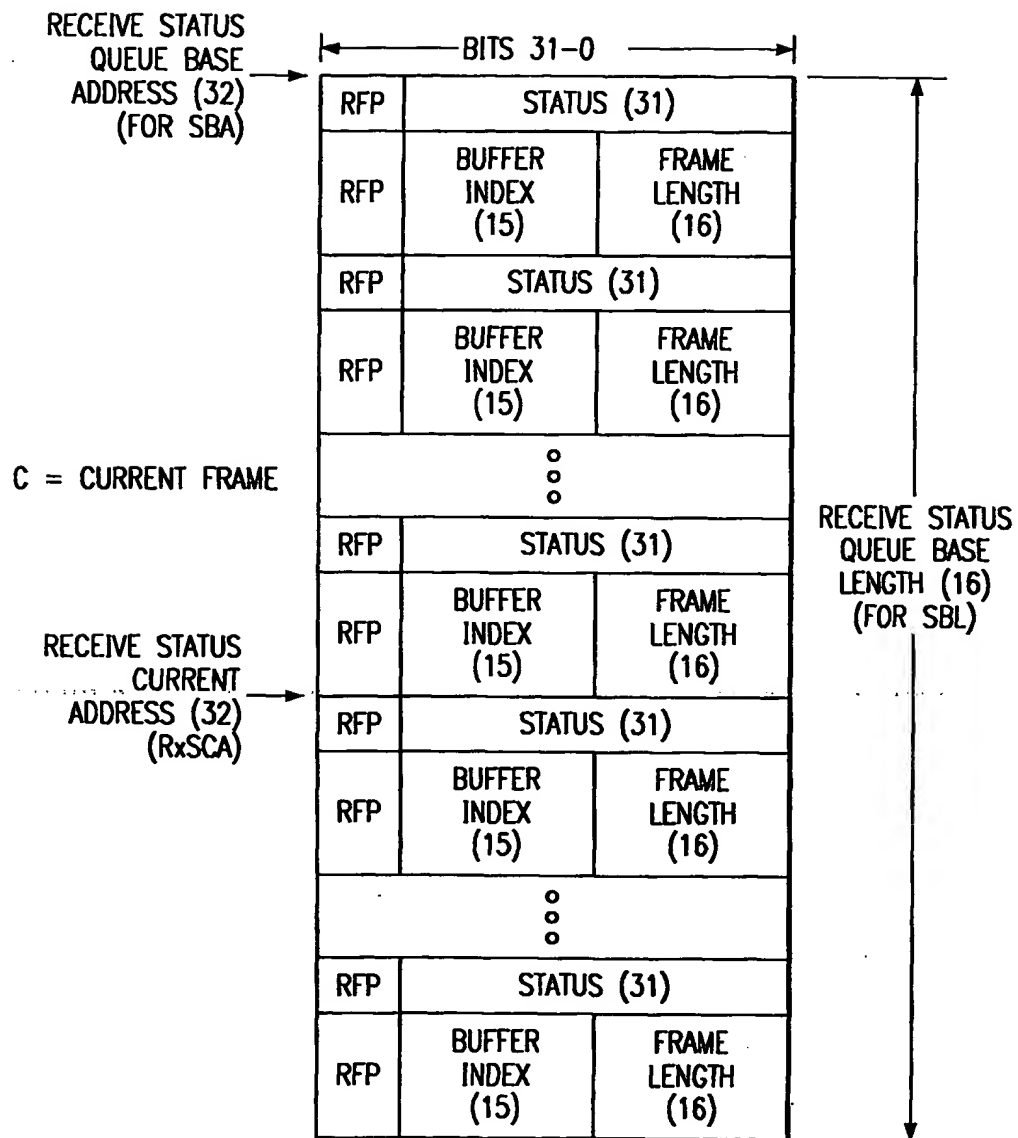 RECEIVE STATUS
QUEUE BASE
ADDRESS (32)
(FOR SBA)
BITS 31-0
RFP STATUS (31)
RFP BUFFER INDEX (15) FRAME LENGTH (16)
RFP STATUS (31)
RFP BUFFER INDEX (15) FRAME LENGTH (16)
C = CURRENT FRAME
RFP STATUS (31)
RFP BUFFER INDEX (15) FRAME LENGTH (16)
RECEIVE STATUS
QUEUE BASE
LENGTH (16)
(FOR SBL)
RECEIVE STATUS
CURRENT
ADDRESS (32)
(RxSCA)
RFP STATUS (31)
RFP BUFFER INDEX (15) FRAME LENGTH (16)
RFP STATUS (31)
RFP BUFFER INDEX (15) FRAME LENGTH (16)